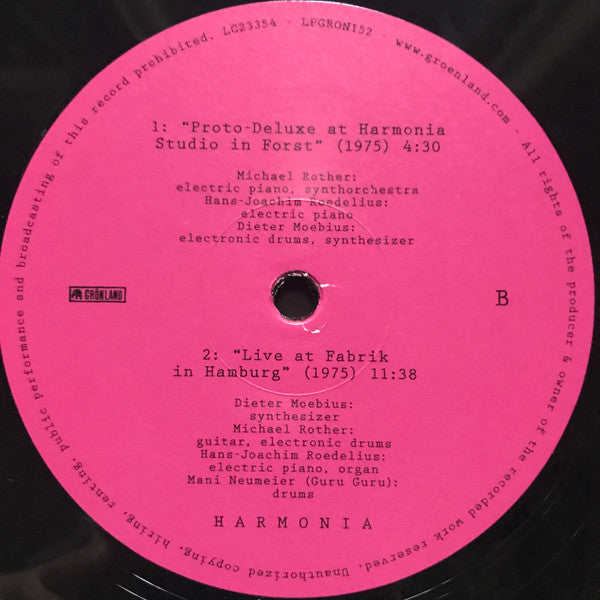 public performance and broadcasting of this record prohibited. LC23354 - LPGRON152 - www.groenland.com - All rights of the producer & owner of the recorded work reserved. Unauthorized copying, hiring, renting,
1: "Proto-Deluxe at Harmonia
Studio in Forst" (1975) 4:30
Michael Rother:
electric piano, synthorchestra
Hans-Joachim Roedelius:
electric piano
Dieter Moebius:
electronic drums, synthesizer
GRÖNLAND
B
2: "Live at Fabrik
in Hamburg" (1975) 11:38
Dieter Moebius:
synthesizer
Michael Rother:
guitar, electronic drums
Hans-Joachim Roedelius:
electric piano, organ
Mani Neumeier (Guru Guru):
drums
HARMONIA